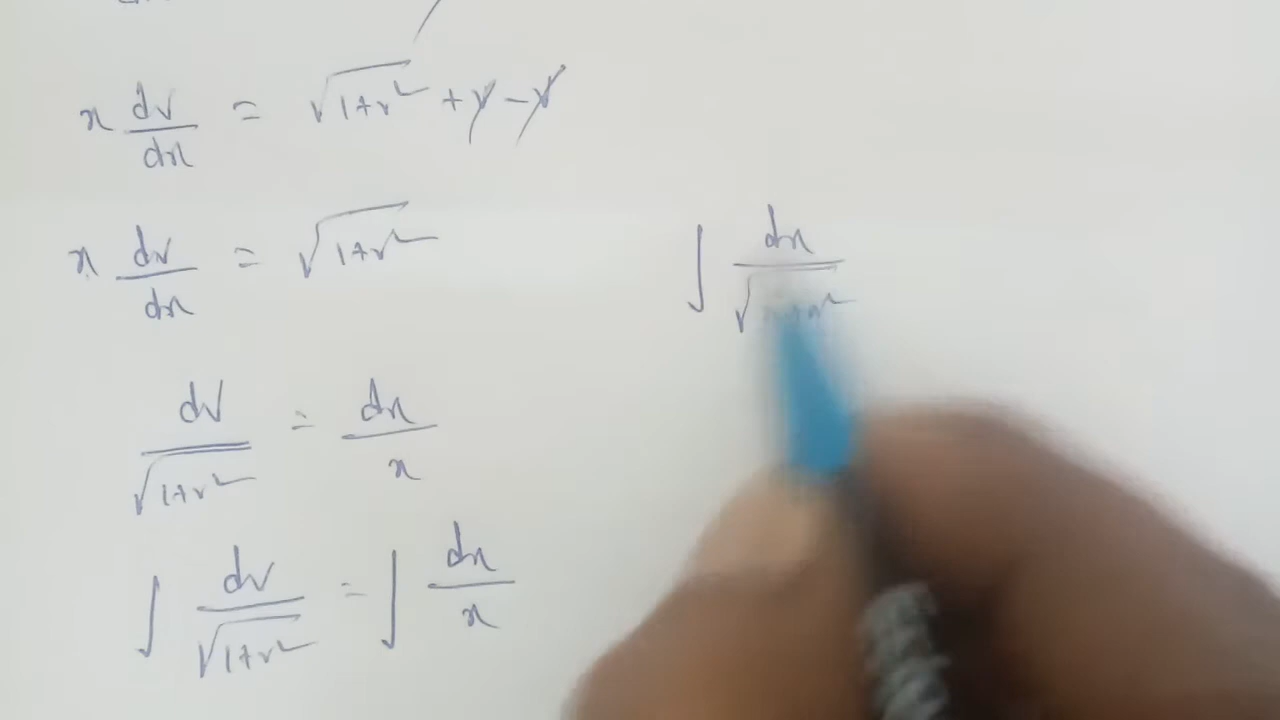 x dv/dx = √(1+v²) + v - v
x dv/dx = √(1+v²)
dv/√(1+v²) = dx/x
∫ dv/√(1+v²) = ∫ dx/x
∫ dx/√